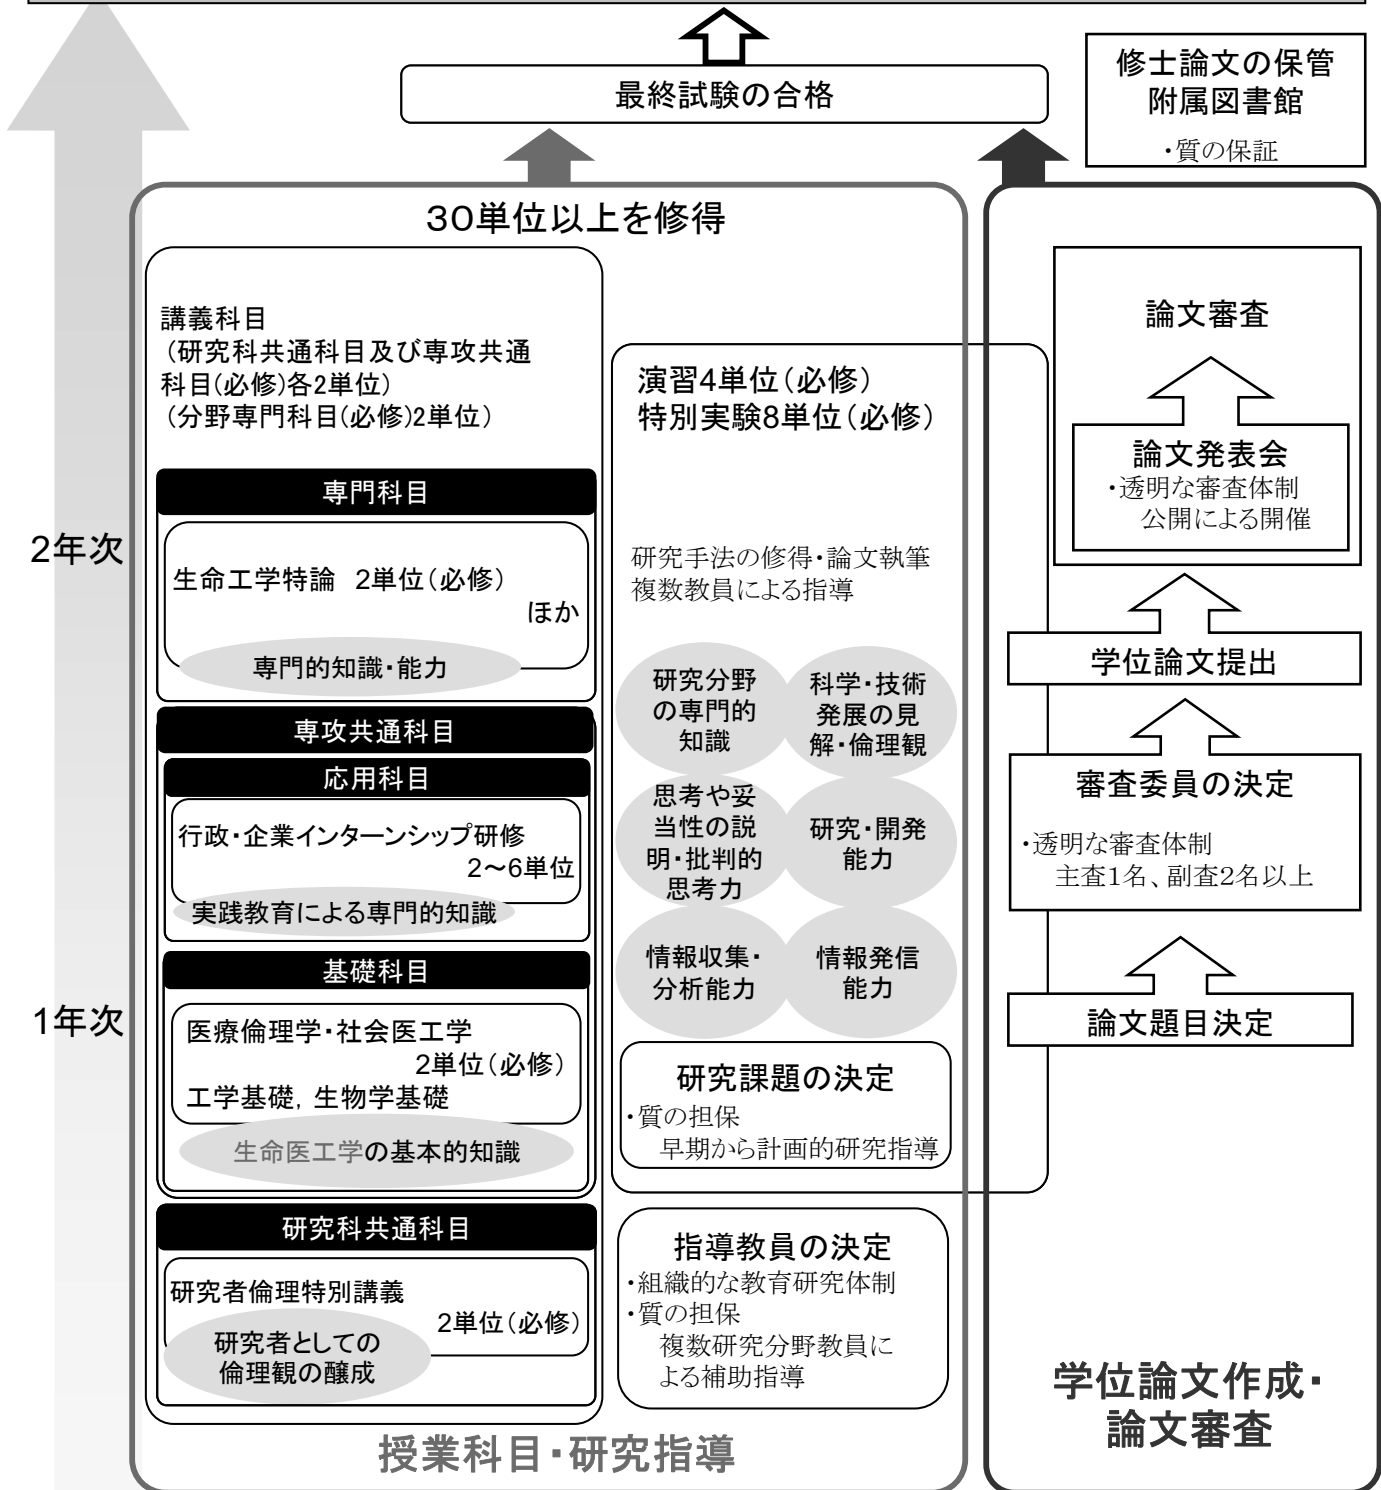 最終試験の合格
修士論文の保管
附属図書館
・質の保証
30単位以上を修得
講義科目
（研究科共通科目及び専攻共通
科目(必修)各2単位）
（分野専門科目(必修)2単位）
専門科目
生命工学特論　2単位（必修）
ほか
専門的知識・能力
専攻共通科目
応用科目
行政・企業インターンシップ研修
2～6単位
実践教育による専門的知識
基礎科目
医療倫理学・社会医工学
2単位（必修）
工学基礎，生物学基礎
生命医工学の基本的知識
研究科共通科目
研究者倫理特別講義
2単位（必修）
研究者としての
倫理観の醸成
2年次
1年次
演習4単位（必修）
特別実験8単位（必修）
研究手法の修得・論文執筆
複数教員による指導
研究分野
の専門的
知識
科学・技術
発展の見
解・倫理観
思考や妥
当性の説
明・批判的
思考力
研究・開発
能力
情報収集・
分析能力
情報発信
能力
研究課題の決定
・質の担保
早期から計画的研究指導
指導教員の決定
・組織的な教育研究体制
・質の担保
複数研究分野教員に
よる補助指導
授業科目・研究指導
論文審査
論文発表会
・透明な審査体制
公開による開催
学位論文提出
審査委員の決定
・透明な審査体制
主査1名、副査2名以上
論文題目決定
学位論文作成・
論文審査